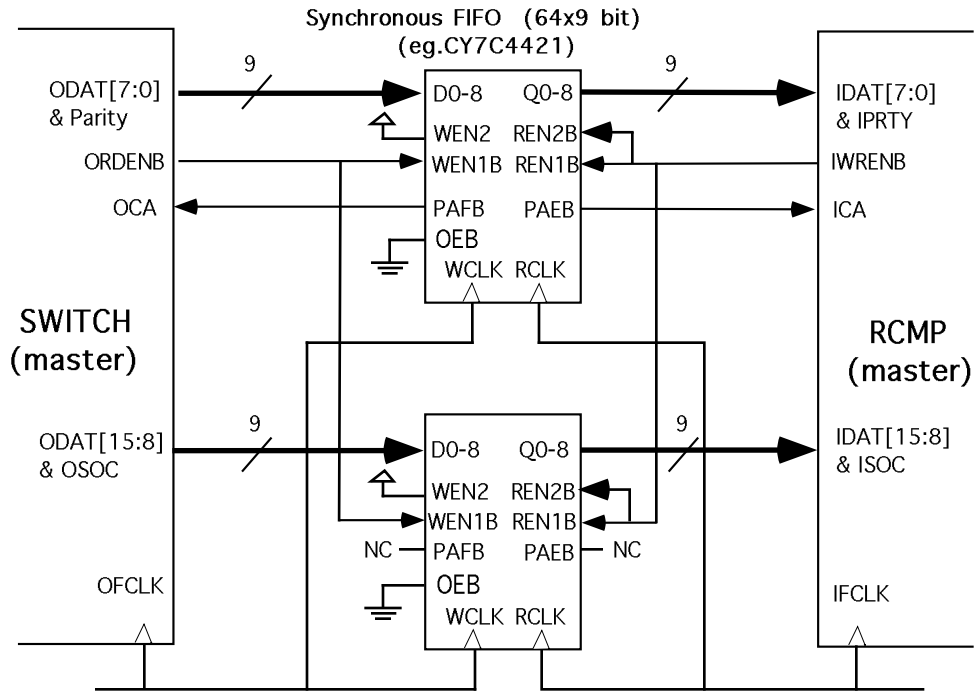 Synchronous FIFO (64x9 bit)
(eg.CY7C4421)
ODAT[7:0]
& Parity
9
D0-8
Q0-8
9
IDAT[7:0]
& IPRTY
WEN2
REN2B
ORDENB
WEN1B
REN1B
IWRENB
OCA
PAFB
PAEB
ICA
OEB
WCLK
RCLK
SWITCH
(master)
RCMP
(master)
ODAT[15:8]
& OSOC
9
D0-8
Q0-8
9
IDAT[15:8]
& ISOC
WEN2
REN2B
WEN1B
REN1B
NC
PAFB
PAEB
NC
OEB
OFCLK
WCLK
RCLK
IFCLK